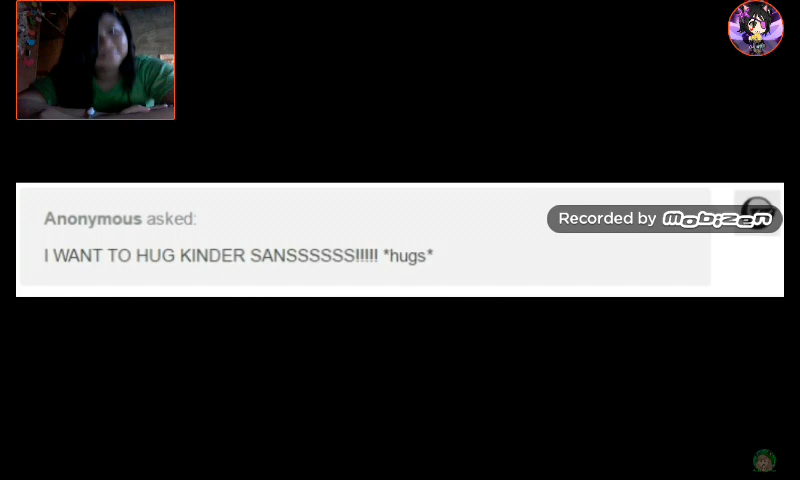 Anonymous asked:
Recorded by mobizen
I WANT TO HUG KINDER SANSSSSSS!!!!! *hugs*